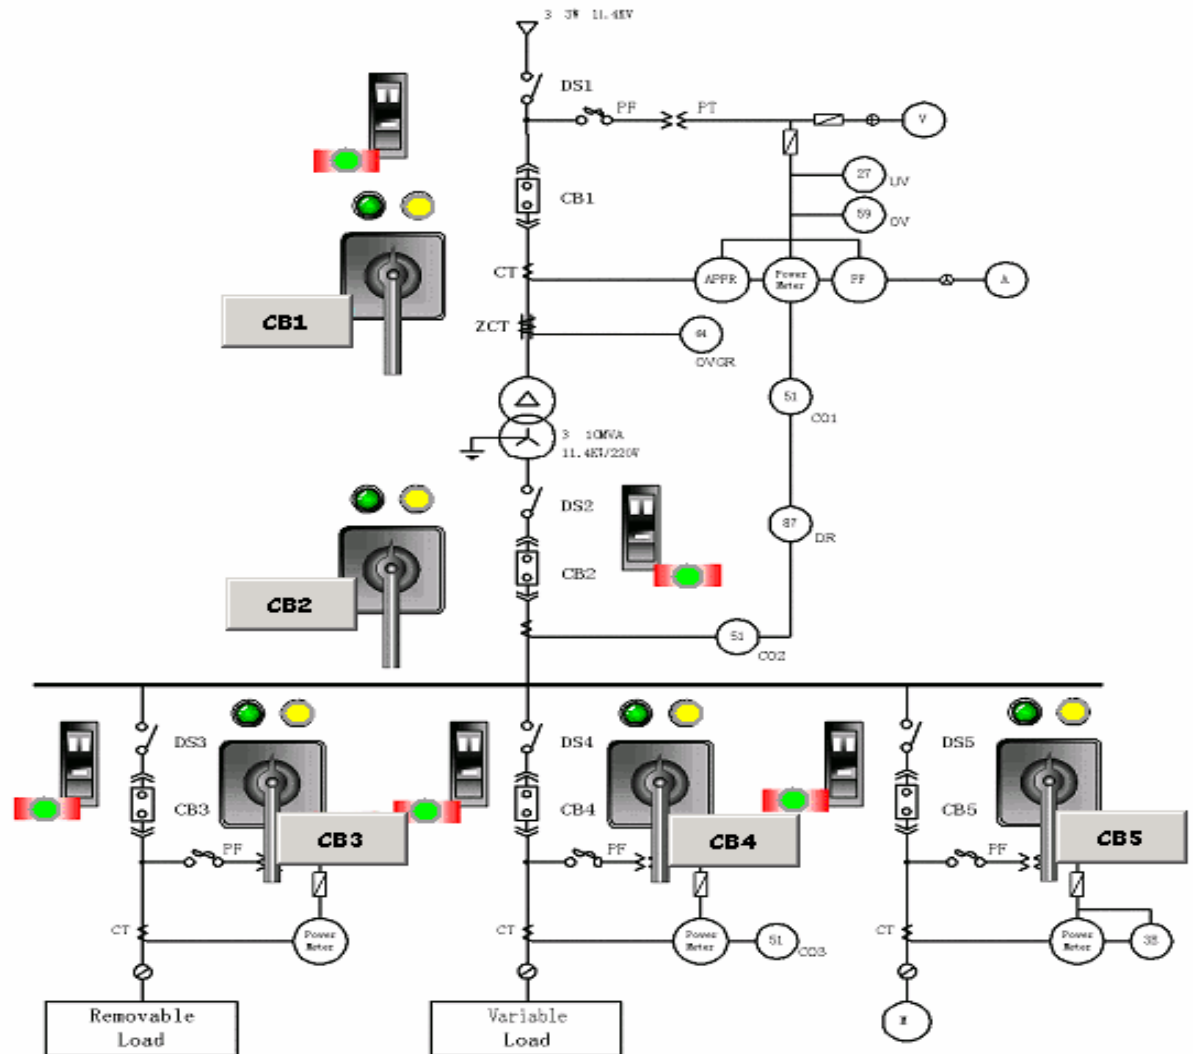 3 3W 11.4KV
DS1
PF
PT
V
27
UV
CB1
59
OV
CT
APFR
Power
Meter
PF
A
CB1
ZCT
64
OVGR
51
CO1
3 10MVA
11.4KV/220V
DS2
87
DR
CB2
CB2
51
CO2
DS3
DS4
DS5
CB3
CB4
CB5
CB3
CB4
CB5
PF
PF
PF
CT
Power
Meter
CT
Power
Meter
51
CO3
CT
Power
Meter
Removable
Load
Variable
Load
M